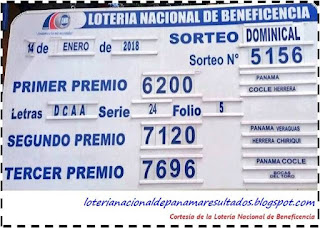 LOTERIA NACIONAL DE BENEFICENCIA
14 DE ENERO de 2018 SORTEO DOMINICAL
Sorteo Nº 5156
PRIMER PREMIO 6200 PANAMA
COCLE HERRERA
Letras DCAA Serie 24 Folio 5
SEGUNDO PREMIO 7120 PANAMA VERAGUAS
HERRERA CHIRIQUI
TERCER PREMIO 7696 PANAMA COCLE
BOCAS
DEL TORO
loterianacionaldepanamaresultados.blogspot.com
Cortesía de la Lotería Nacional de Beneficencia